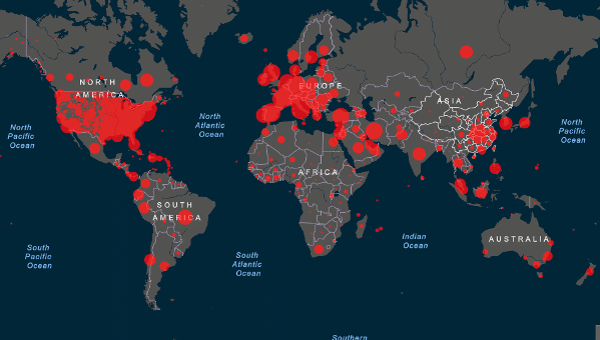 NORTH
AMERICA
EUROPE
ASIA
North
Pacific
Ocean
North
Atlantic
Ocean
North
Pacific
Ocean
AFRICA
SOUTH
AMERICA
Indian
Ocean
AUSTRALIA
South
Pacific
Ocean
South
Atlantic
Ocean
Southern